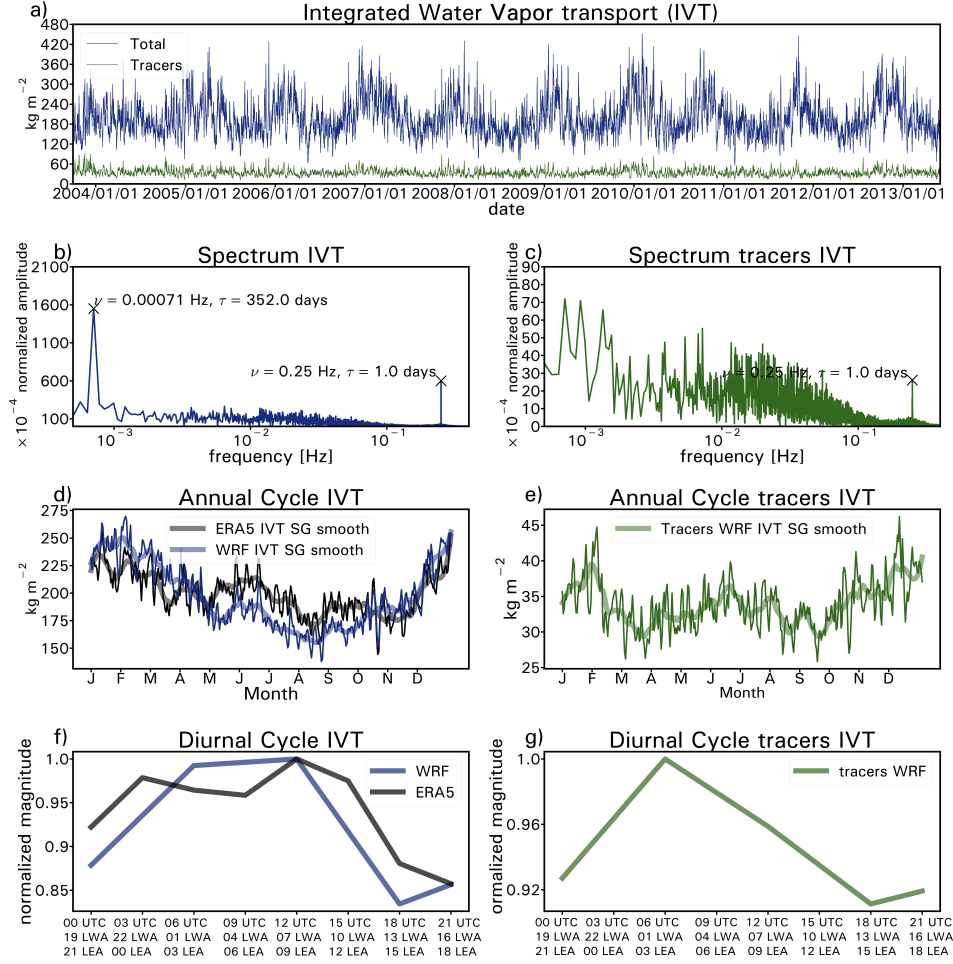 a)
Integrated Water Vapor transport (IVT)
480
420
360
300
240
180
120
60
0
kg m −2
Total
Tracers
2004/01/01 2005/01/01 2006/01/01 2007/01/01 2008/01/01 2009/01/01 2010/01/01 2011/01/01 2012/01/01 2013/01/01
date
b)
Spectrum IVT
2100
1600
1100
600
100
×10⁻⁴ normalized amplitude
ν = 0.00071 Hz, τ = 352.0 days
ν = 0.25 Hz, τ = 1.0 days
10⁻³ 10⁻² 10⁻¹
frequency [Hz]
c)
Spectrum tracers IVT
90
80
70
60
50
40
30
20
10
0
×10⁻⁴ normalized amplitude
ν = 0.25 Hz, τ = 1.0 days
10⁻³ 10⁻² 10⁻¹
frequency [Hz]
d)
Annual Cycle IVT
275
250
225
200
175
150
kg m −2
ERA5 IVT SG smooth
WRF IVT SG smooth
J F M A M J J A S O N D
Month
e)
Annual Cycle tracers IVT
45
40
35
30
25
kg m −2
Tracers WRF IVT SG smooth
J F M A M J J A S O N D
Month
f)
Diurnal Cycle IVT
1.0
0.95
0.9
0.85
normalized magnitude
WRF
ERA5
00 UTC 03 UTC 06 UTC 09 UTC 12 UTC 15 UTC 18 UTC 21 UTC
19 LWA 22 LWA 01 LWA 04 LWA 07 LWA 10 LWA 13 LWA 16 LWA
21 LEA 00 LEA 03 LEA 06 LEA 09 LEA 12 LEA 15 LEA 18 LEA
g)
Diurnal Cycle tracers IVT
1.0
0.96
0.92
ormalized magnitude
tracers WRF
00 UTC 03 UTC 06 UTC 09 UTC 12 UTC 15 UTC 18 UTC 21 UTC
19 LWA 22 LWA 01 LWA 04 LWA 07 LWA 10 LWA 13 LWA 16 LWA
21 LEA 00 LEA 03 LEA 06 LEA 09 LEA 12 LEA 15 LEA 18 LEA